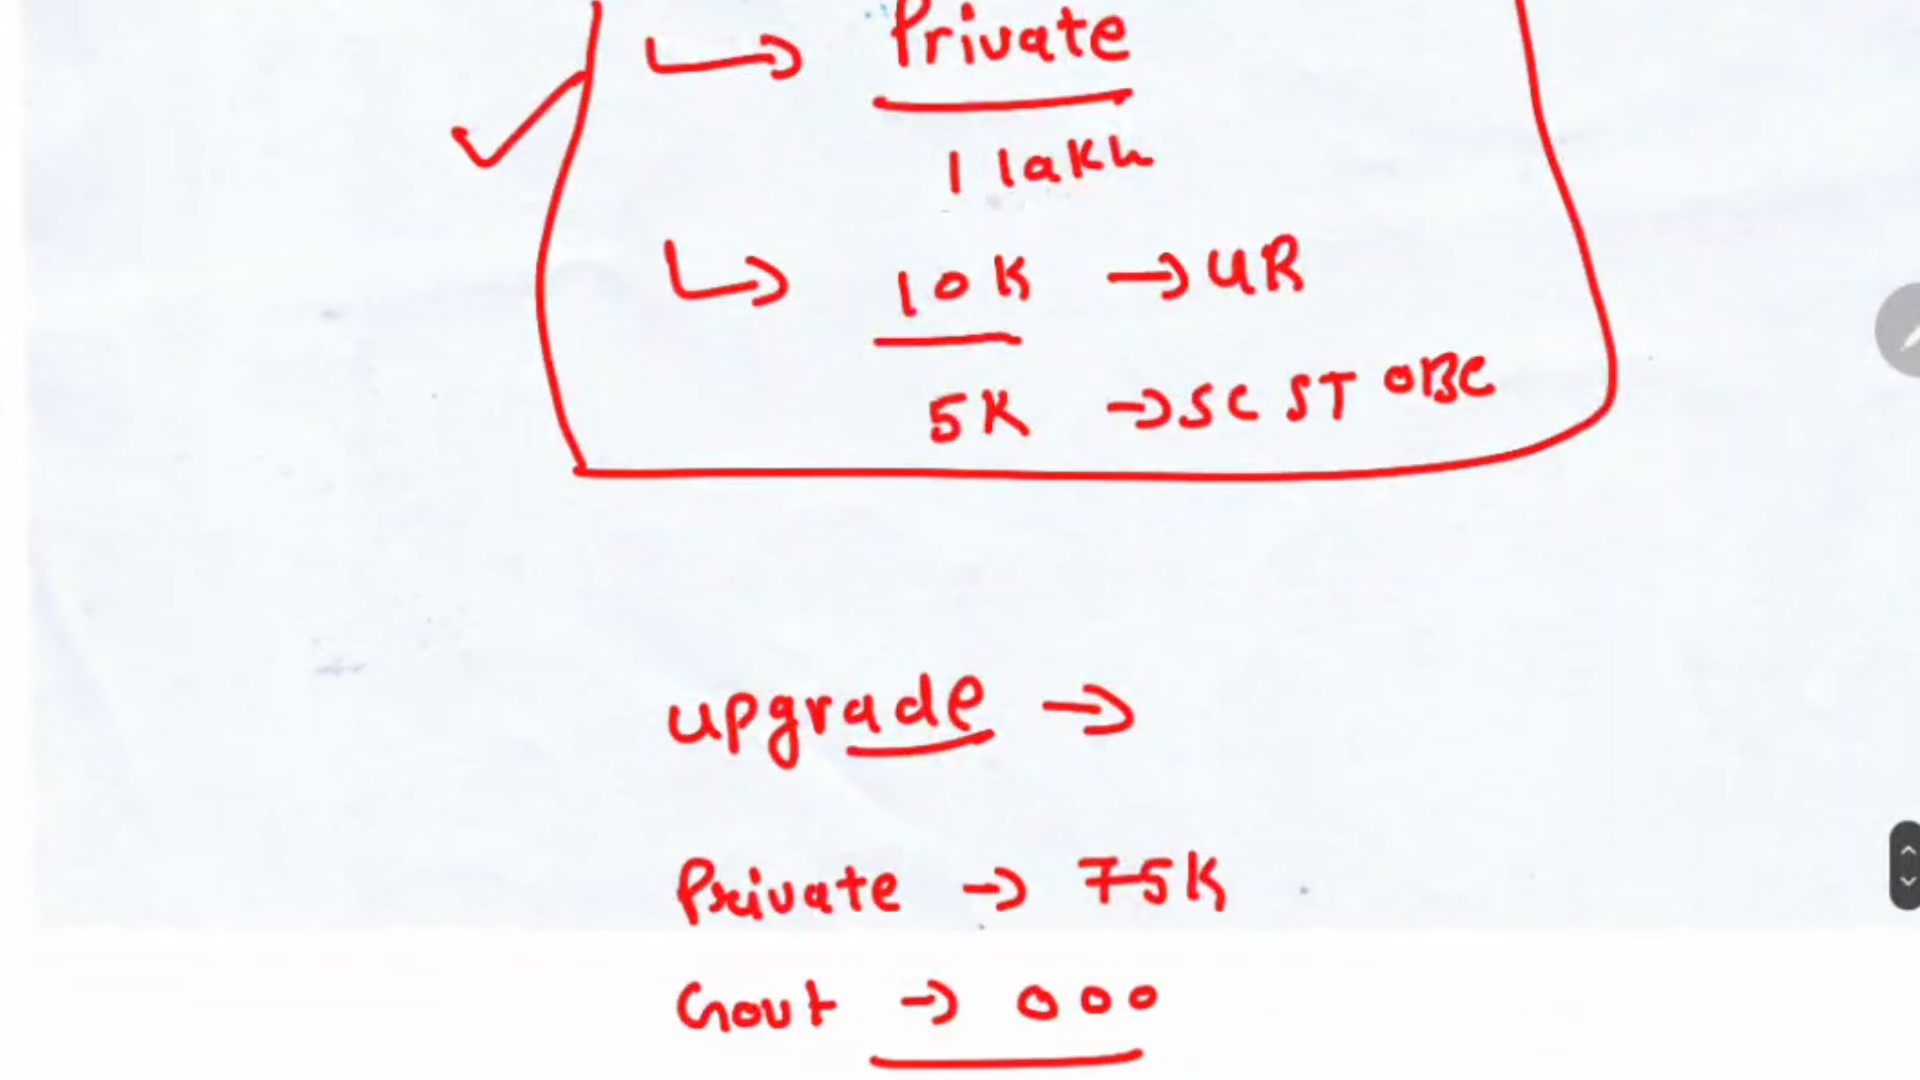 ↳ Private
1 lakh
↳ 10K → UR
5K → SC ST OBC
upgrade →
Private → 75K
Govt → 000